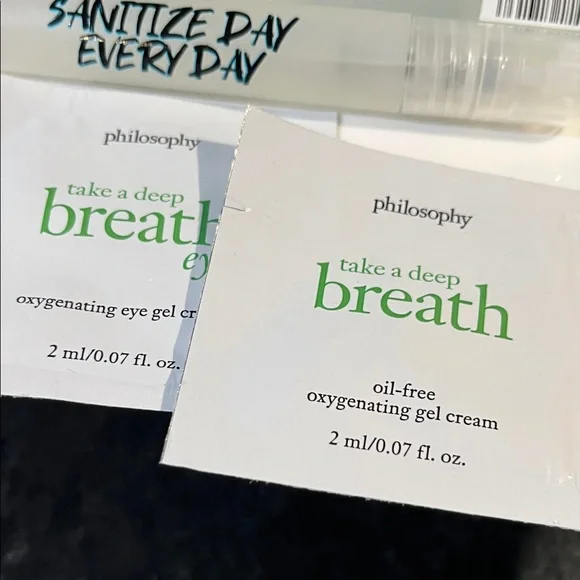 SANITIZE DAY
EVERY DAY
philosophy
take a deep
breath
oxygenating eye gel
2 ml/0.07 fl. oz.
philosophy
take a deep
breath
oil-free
oxygenating gel cream
2 ml/0.07 fl. oz.